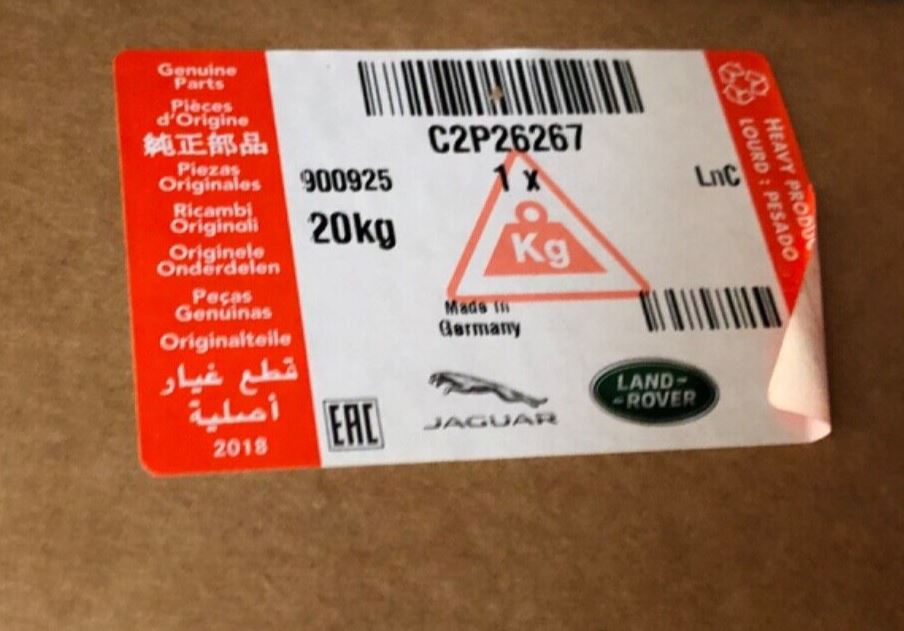 Genuine
Parts
Pièces
d'Origine
純正部品
Piezas
Originales
Ricambi
Originali
Originele
Onderdelen
Peças
Genuinas
Originalteile
قطع غيار
أصلية
2018
C2P26267
900925
1 x
LnC
20kg
Kg
Made in
Germany
EAC
JAGUAR
LAND-
-ROVER
HEAVY
LOURD : PESADO